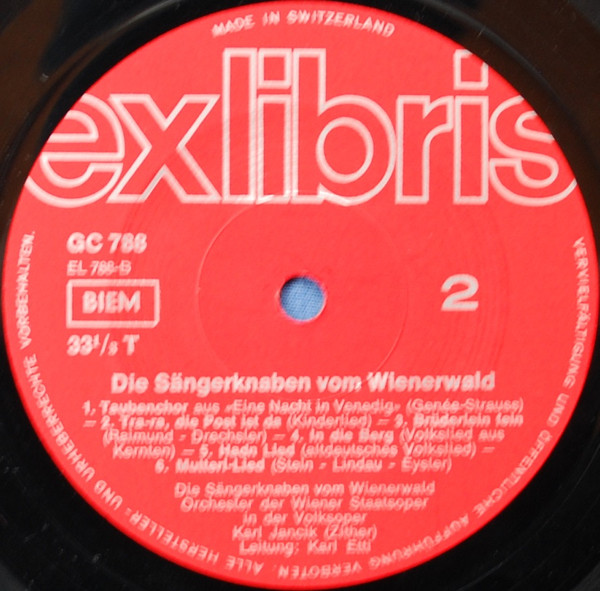 MADE IN SWITZERLAND
exlibris
GC 786
EL 786-B
BIEM
2
33⅓ T
Die Sängerknaben vom Wienerwald
1. Taubenchor aus «Eine Nacht in Venedig» (Genée-Strauss)
– 2. Tra-ra, die Post ist da (Kinderlied) – 3. Brüderlein fein
(Raimund - Drechsler) – 4. In die Berg (Volkslied aus
Kärnten) – 5. Lied (altdeutsches Volkslied) –
6. Mutterl-Lied (Stein - Lindau - Eysler)
Die Sängerknaben vom Wienerwald
Orchester der Wiener Staatsoper
in der Volksoper
Karl Jancik (Zither)
Leitung: Karl Etti
ALLE HERSTELLER- UND URHEBERRECHTE VORBEHALTEN.
VERVIELFÄLTIGUNG UND ÖFFENTLICHE AUFFÜHRUNG VERBOTEN.